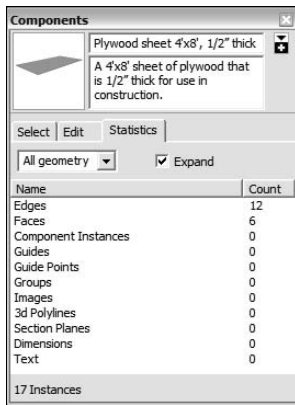 Components
Plywood sheet 4'x8', 1/2" thick
A 4'x8' sheet of plywood that
is 1/2" thick for use in
construction.
Select Edit Statistics
All geometry Expand
Name Count
Edges 12
Faces 6
Component Instances 0
Guides 0
Guide Points 0
Groups 0
Images 0
3d Polylines 0
Section Planes 0
Dimensions 0
Text 0
17 Instances